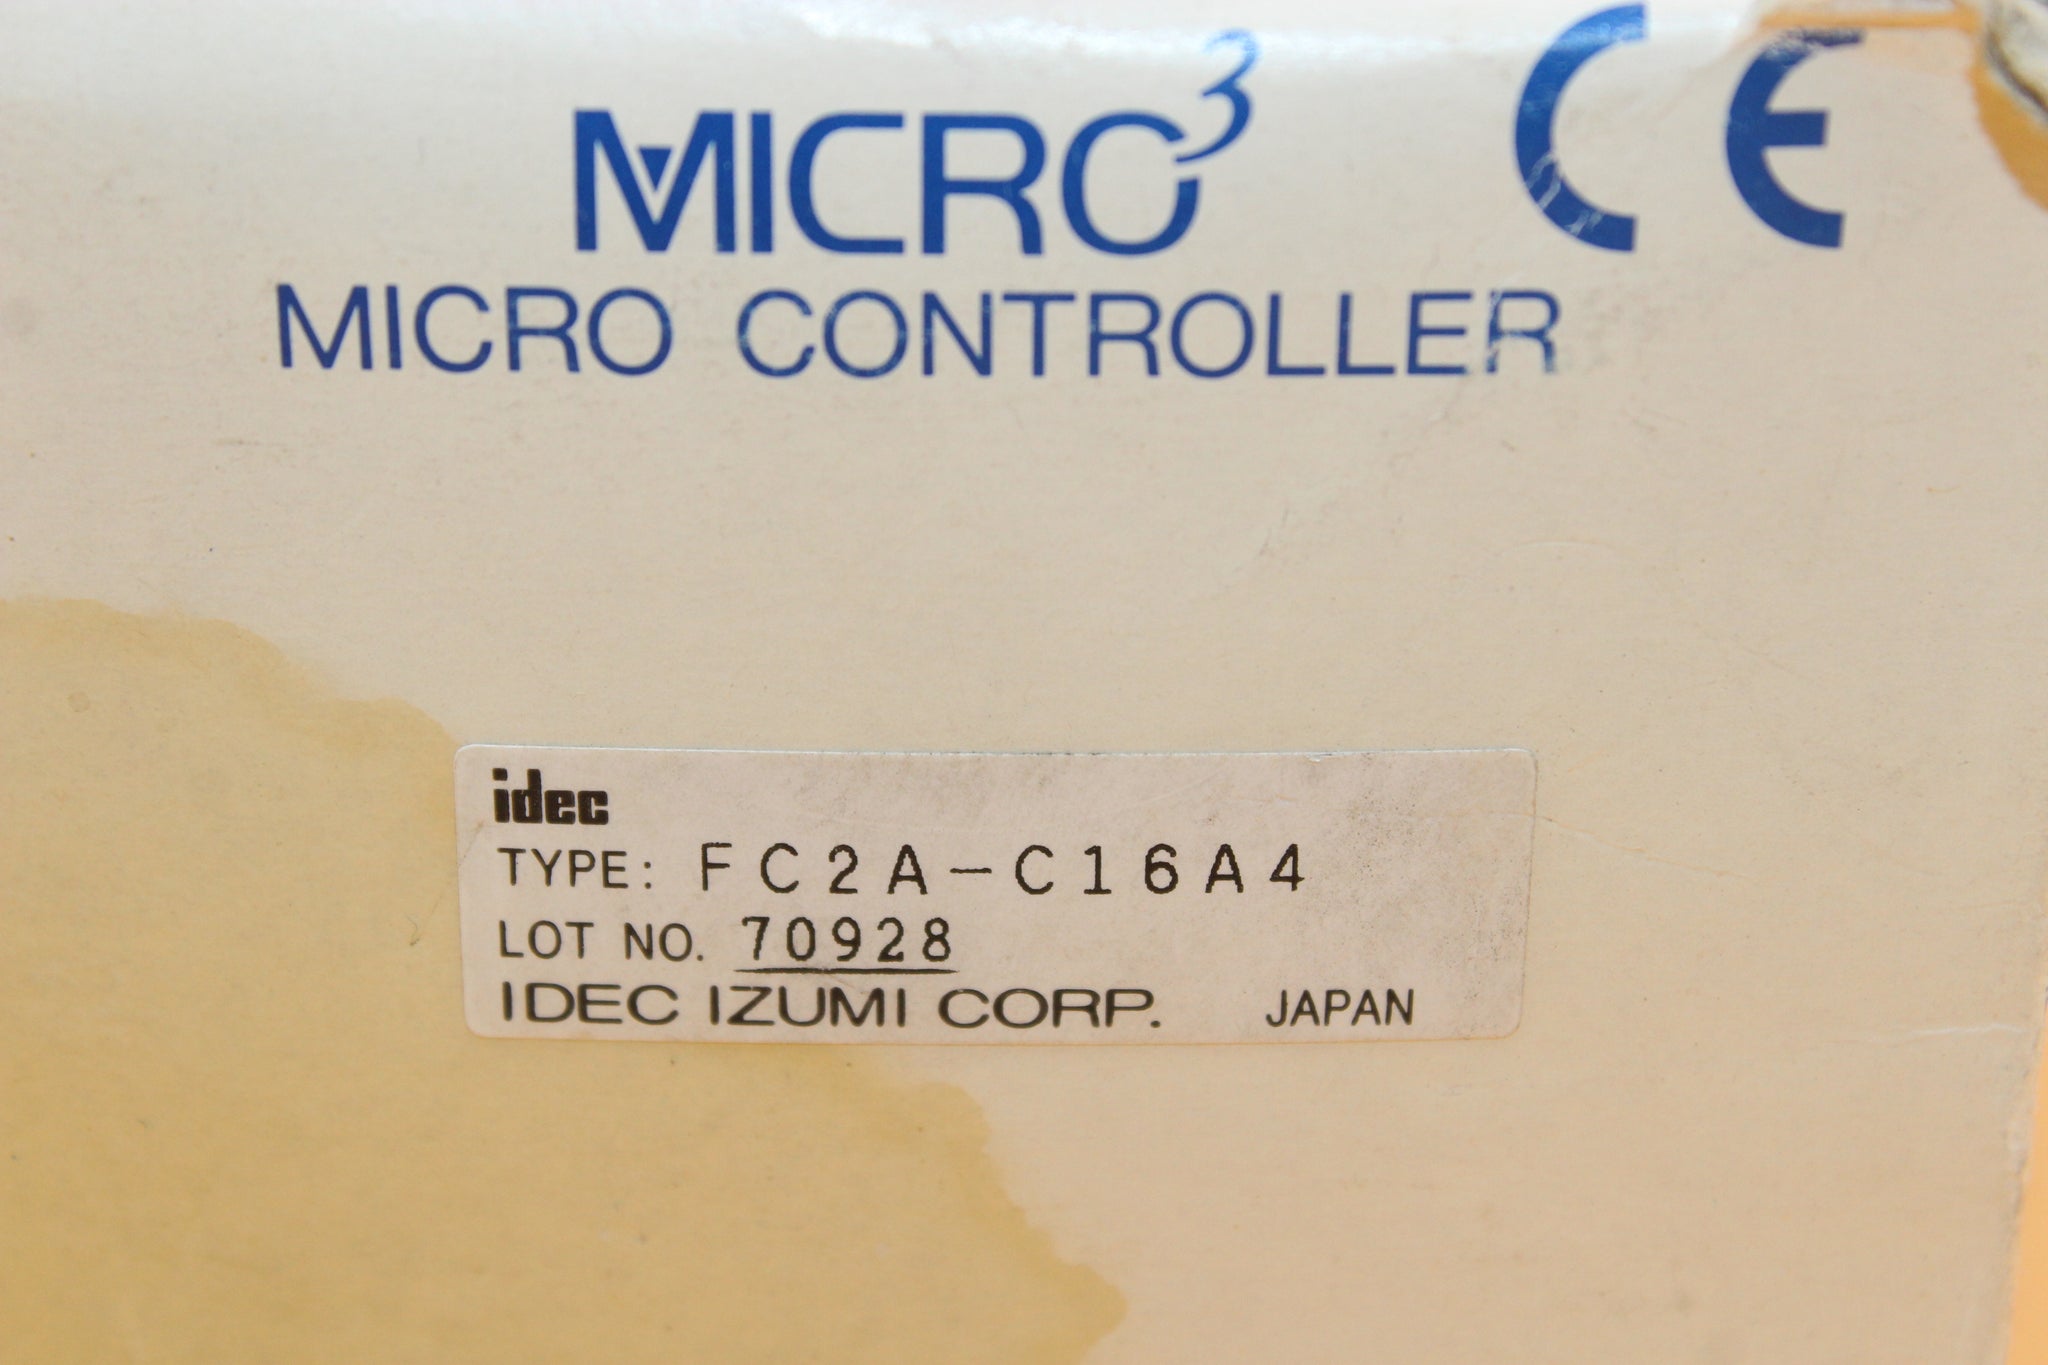 MICRO³ CE
MICRO CONTROLLER
idec
TYPE: FC2A-C16A4
LOT NO. 70928
IDEC IZUMI CORP. JAPAN